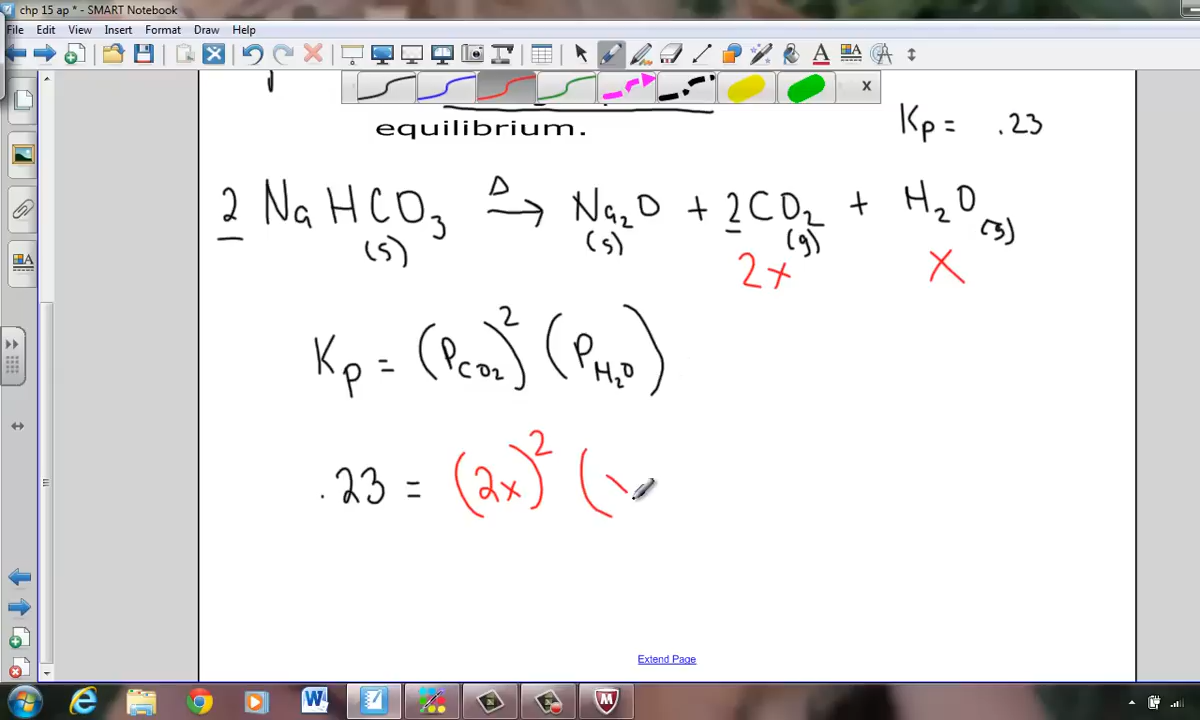 chp 15 ap * - SMART Notebook
File Edit View Insert Format Draw Help
x
equilibrium.
Kp = .23
2 NaHCO3 (s) Δ→ Na2O (s) + 2CO2 (g) + H2O (g)
2x x
Kp = (PCO2)² (PH2O)
.23 = (2x)² (
Extend Page